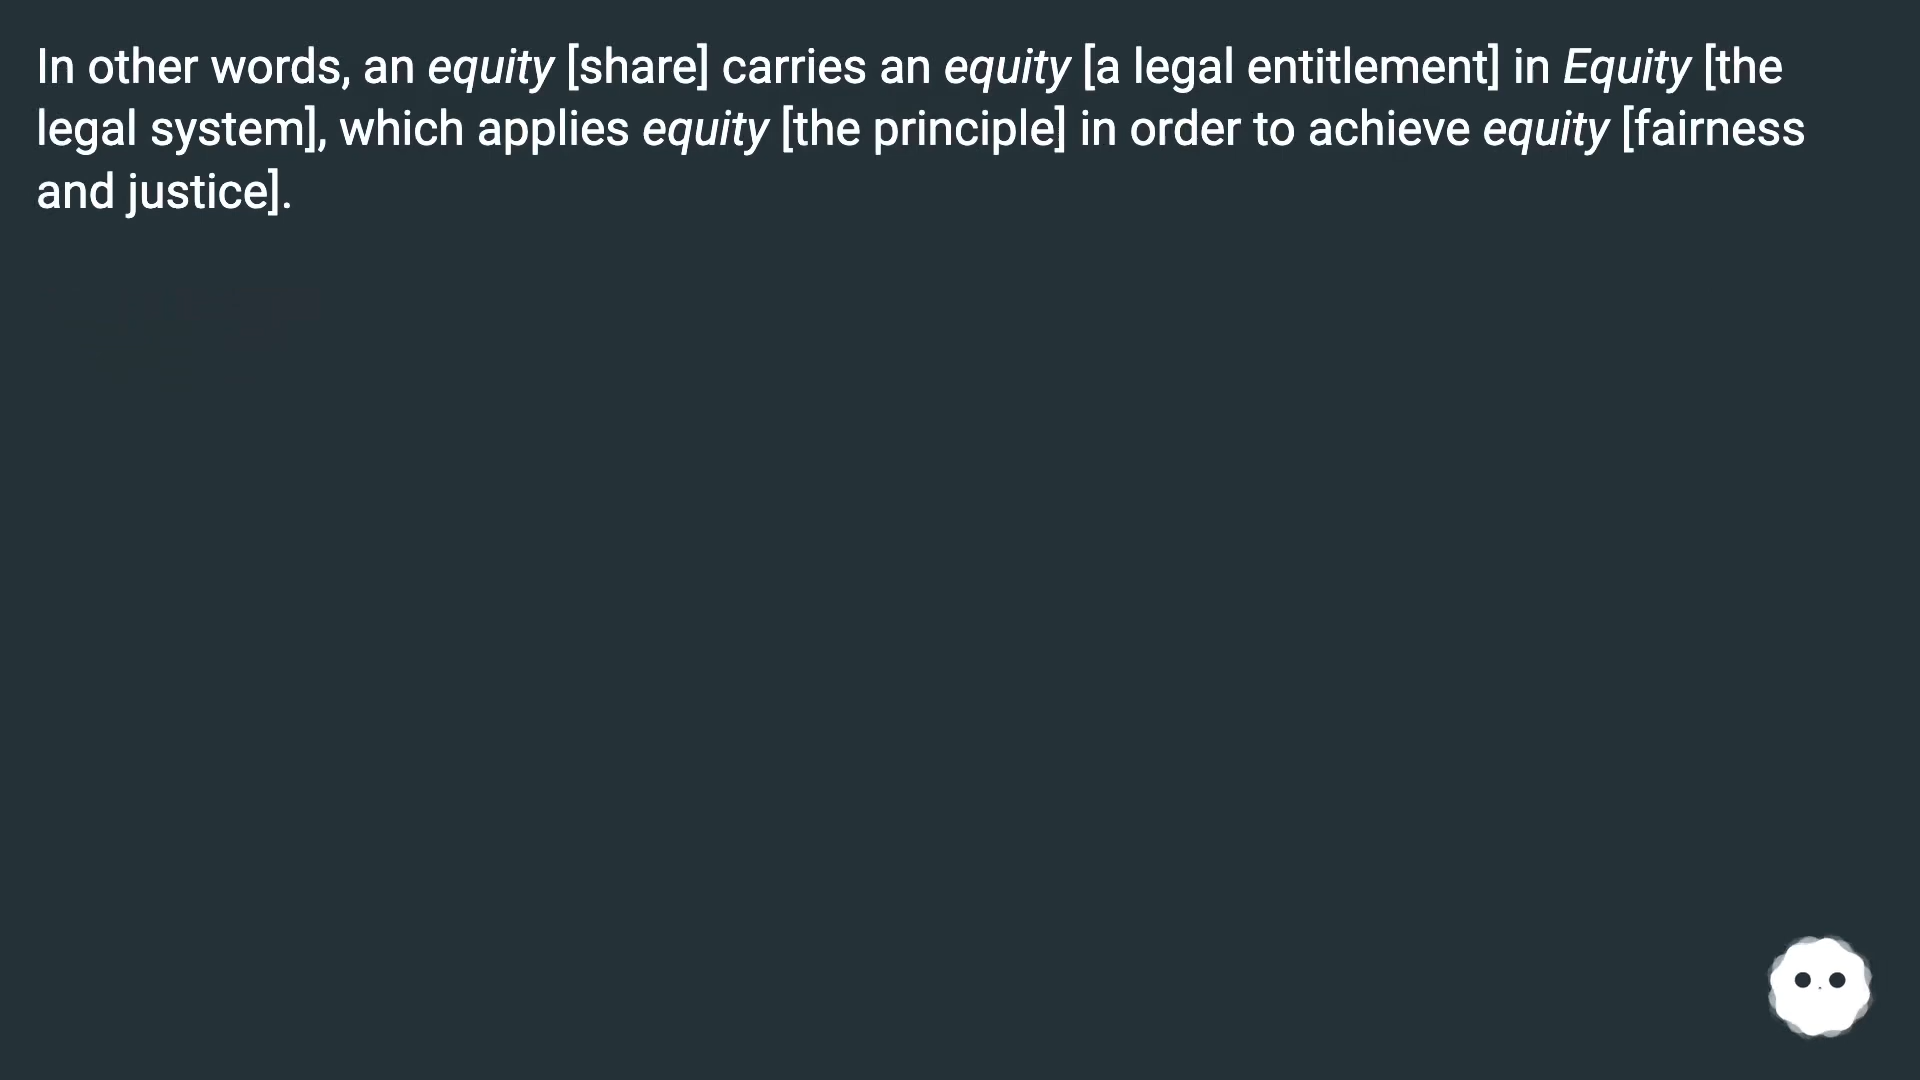 In other words, an equity [share] carries an equity [a legal entitlement] in Equity [the
legal system], which applies equity [the principle] in order to achieve equity [fairness
and justice].